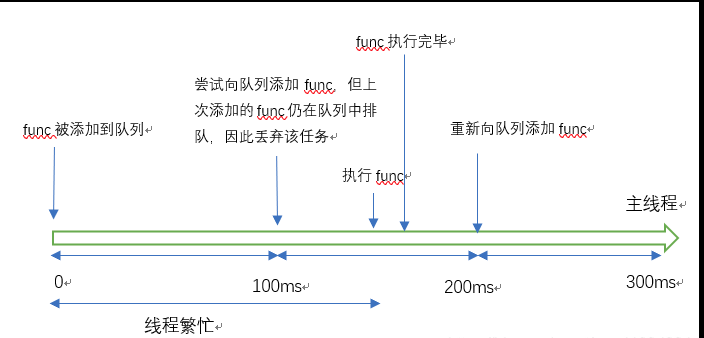 func 执行完毕
尝试向队列添加 func，但上
次添加的 func 仍在队列中排
队，因此丢弃该任务
func 被添加到队列
重新向队列添加 func
执行 func
主线程
0
100ms
200ms
300ms
线程繁忙